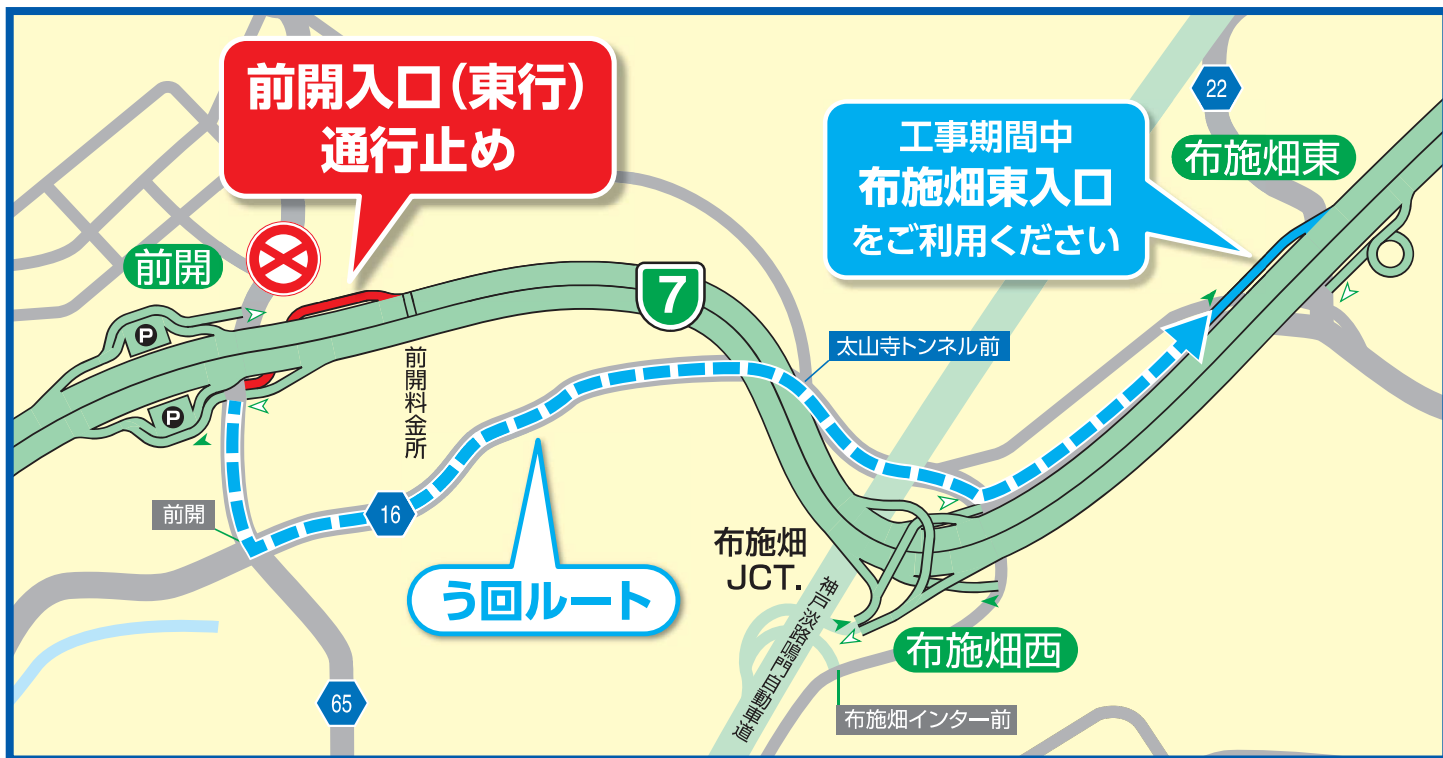 前開入口（東行）
通行止め
工事期間中
布施畑東入口
をご利用ください
22
布施畑東
前開
7
P
P
前開料金所
太山寺トンネル前
前開
16
う回ルート
布施畑
JCT.
神戸淡路鳴門自動車道
布施畑西
65
布施畑インター前